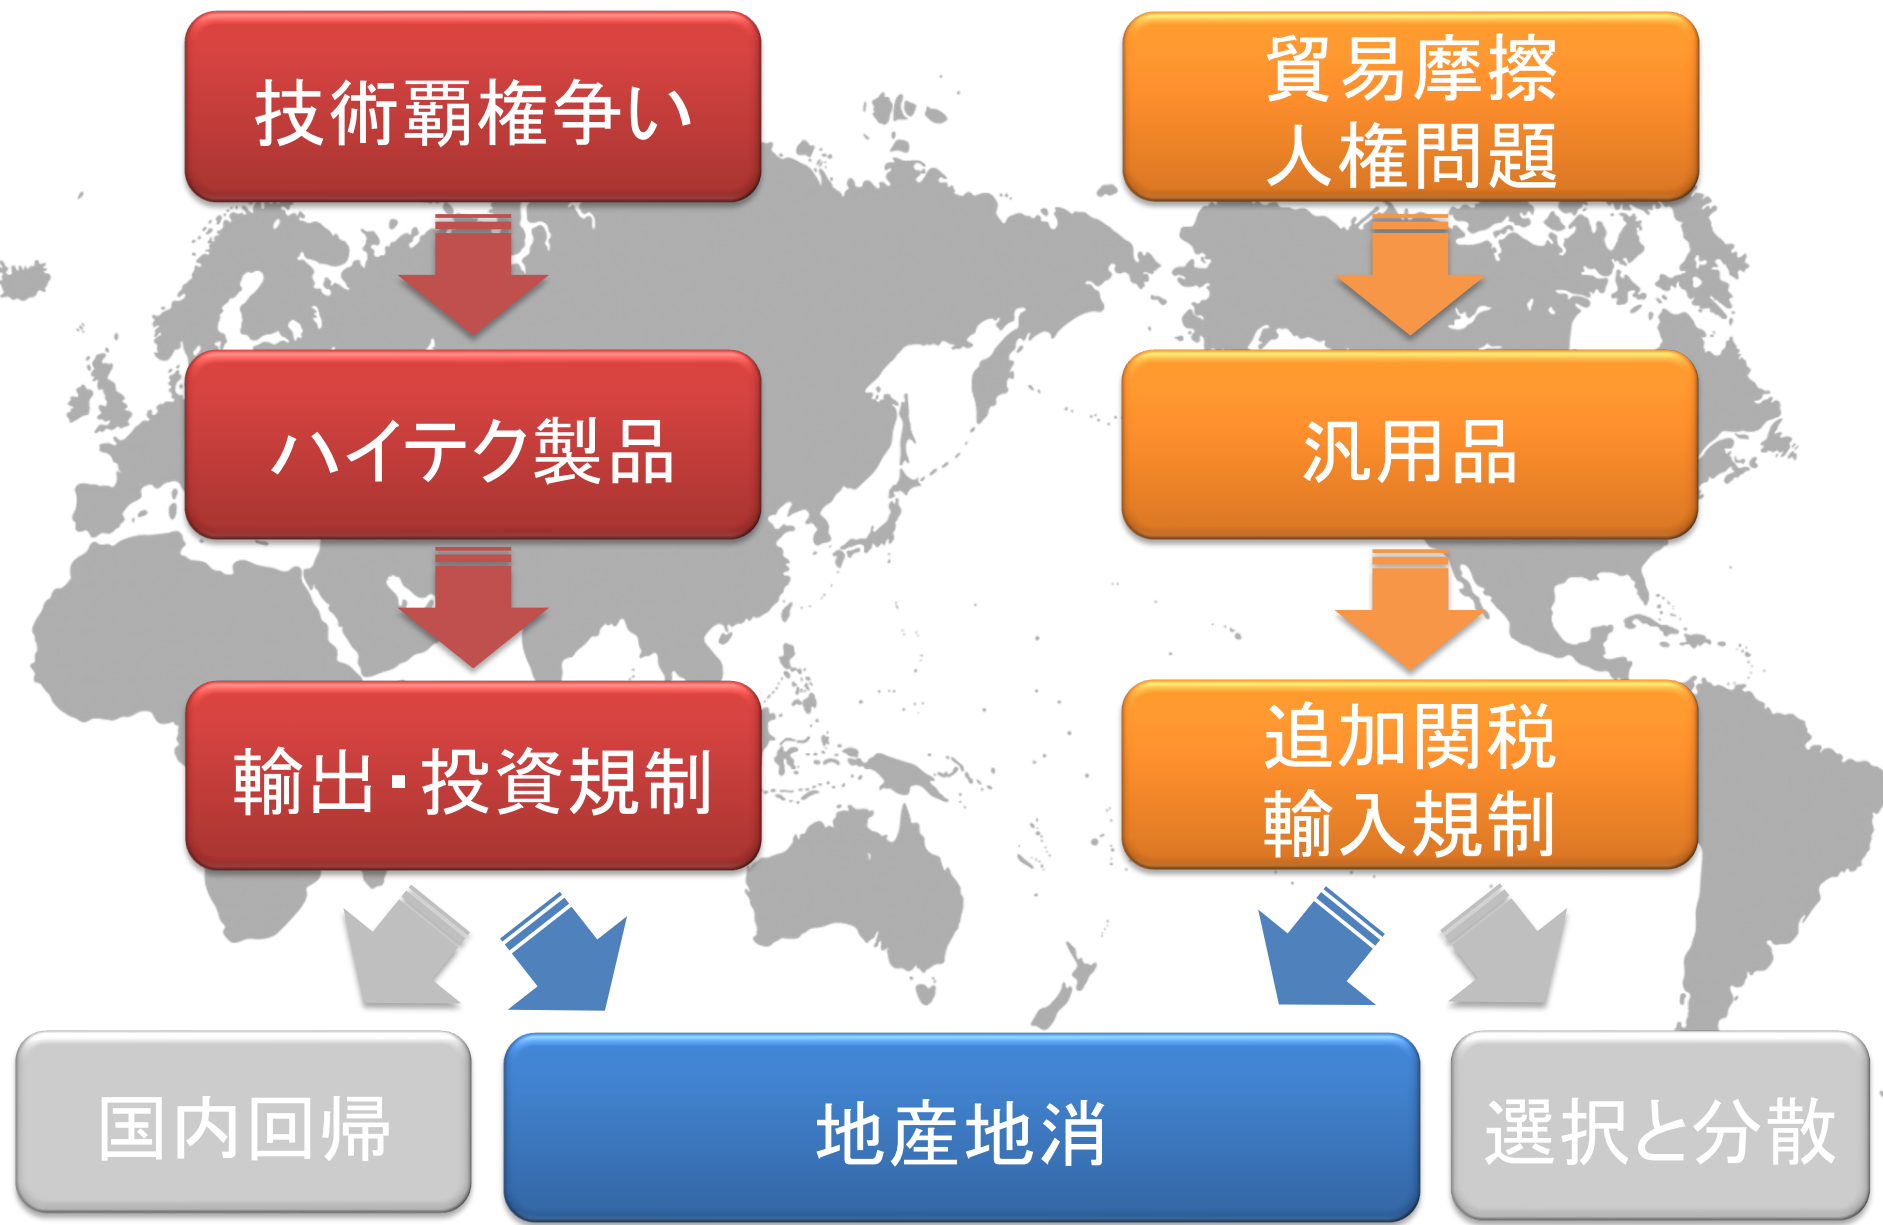 技術覇権争い
貿易摩擦
人権問題
ハイテク製品
汎用品
輸出・投資規制
追加関税
輸入規制
国内回帰
地産地消
選択と分散